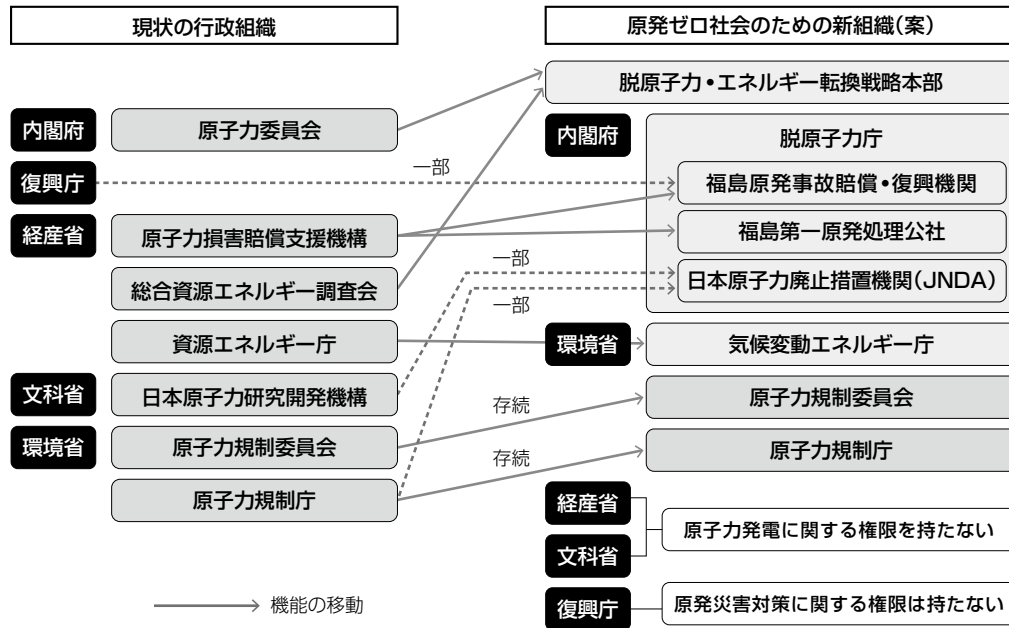 現状の行政組織
内閣府
原子力委員会
復興庁
一部
経産省
原子力損害賠償支援機構
総合資源エネルギー調査会
資源エネルギー庁
文科省
日本原子力研究開発機構
環境省
原子力規制委員会
原子力規制庁
機能の移動
原発ゼロ社会のための新組織(案)
脱原子力・エネルギー転換戦略本部
内閣府
脱原子力庁
福島原発事故賠償・復興機関
福島第一原発処理公社
一部
日本原子力廃止措置機関(JNDA)
一部
環境省
気候変動エネルギー庁
存続
原子力規制委員会
存続
原子力規制庁
経産省
文科省
原子力発電に関する権限を持たない
復興庁
原発災害対策に関する権限は持たない